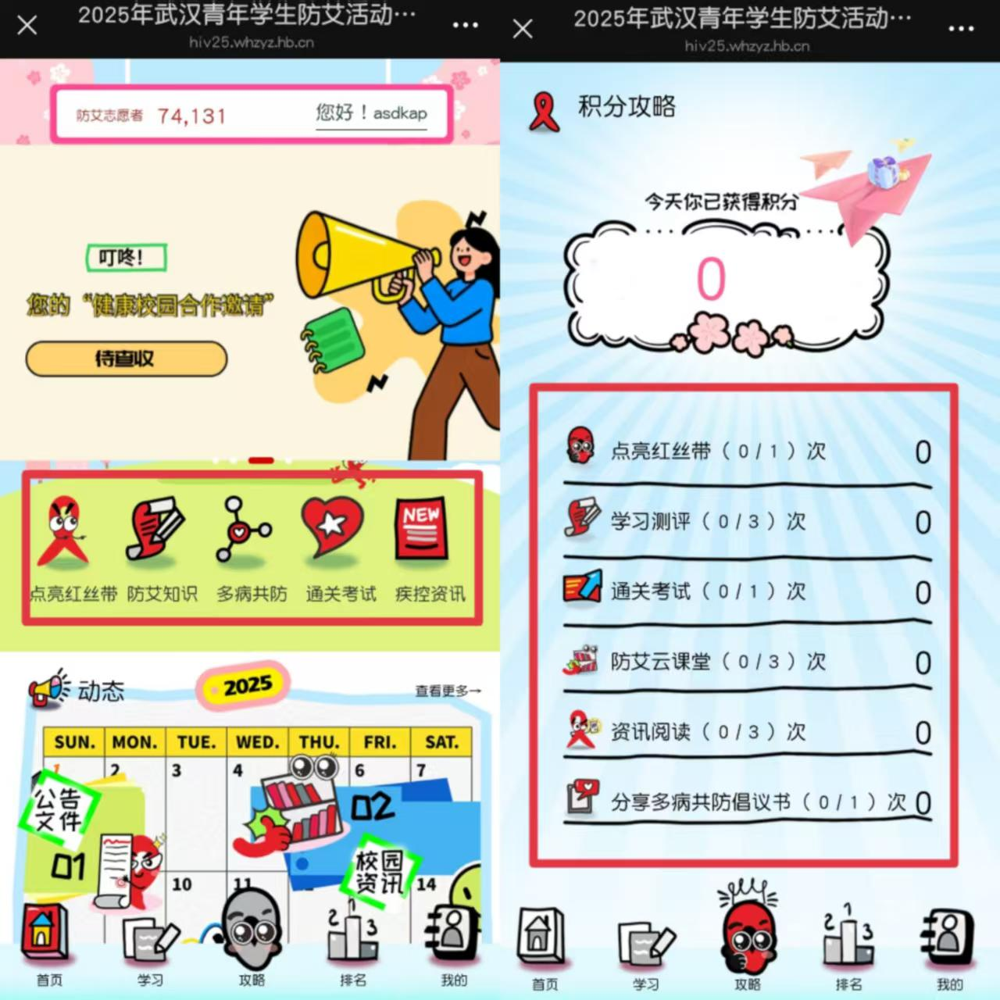 2025年武汉青年学生防艾活动…
hiv25.whzyz.hb.cn
防艾志愿者 74,131
您好！asdkap
叮咚！
您的“健康校园合作邀请”
待查收
NEW
点亮红丝带 防艾知识 多病共防 通关考试 疾控资讯
动态
2025
查看更多→
SUN. MON. TUE. WED. THU. FRI. SAT.
1 2 3 4 6 7
公告
文件
01
02
校园
资讯
10 11 14
1
2 3
首页 学习 攻略 排名 我的
2025年武汉青年学生防艾活动…
hiv25.whzyz.hb.cn
积分攻略
今天你已获得积分
0
点亮红丝带（0/1）次 0
学习测评（0/3）次 0
通关考试（0/1）次 0
防艾云课堂（0/3）次 0
资讯阅读（0/3）次 0
分享多病共防倡议书（0/1）次 0
1
2 3
首页 学习 攻略 排名 我的